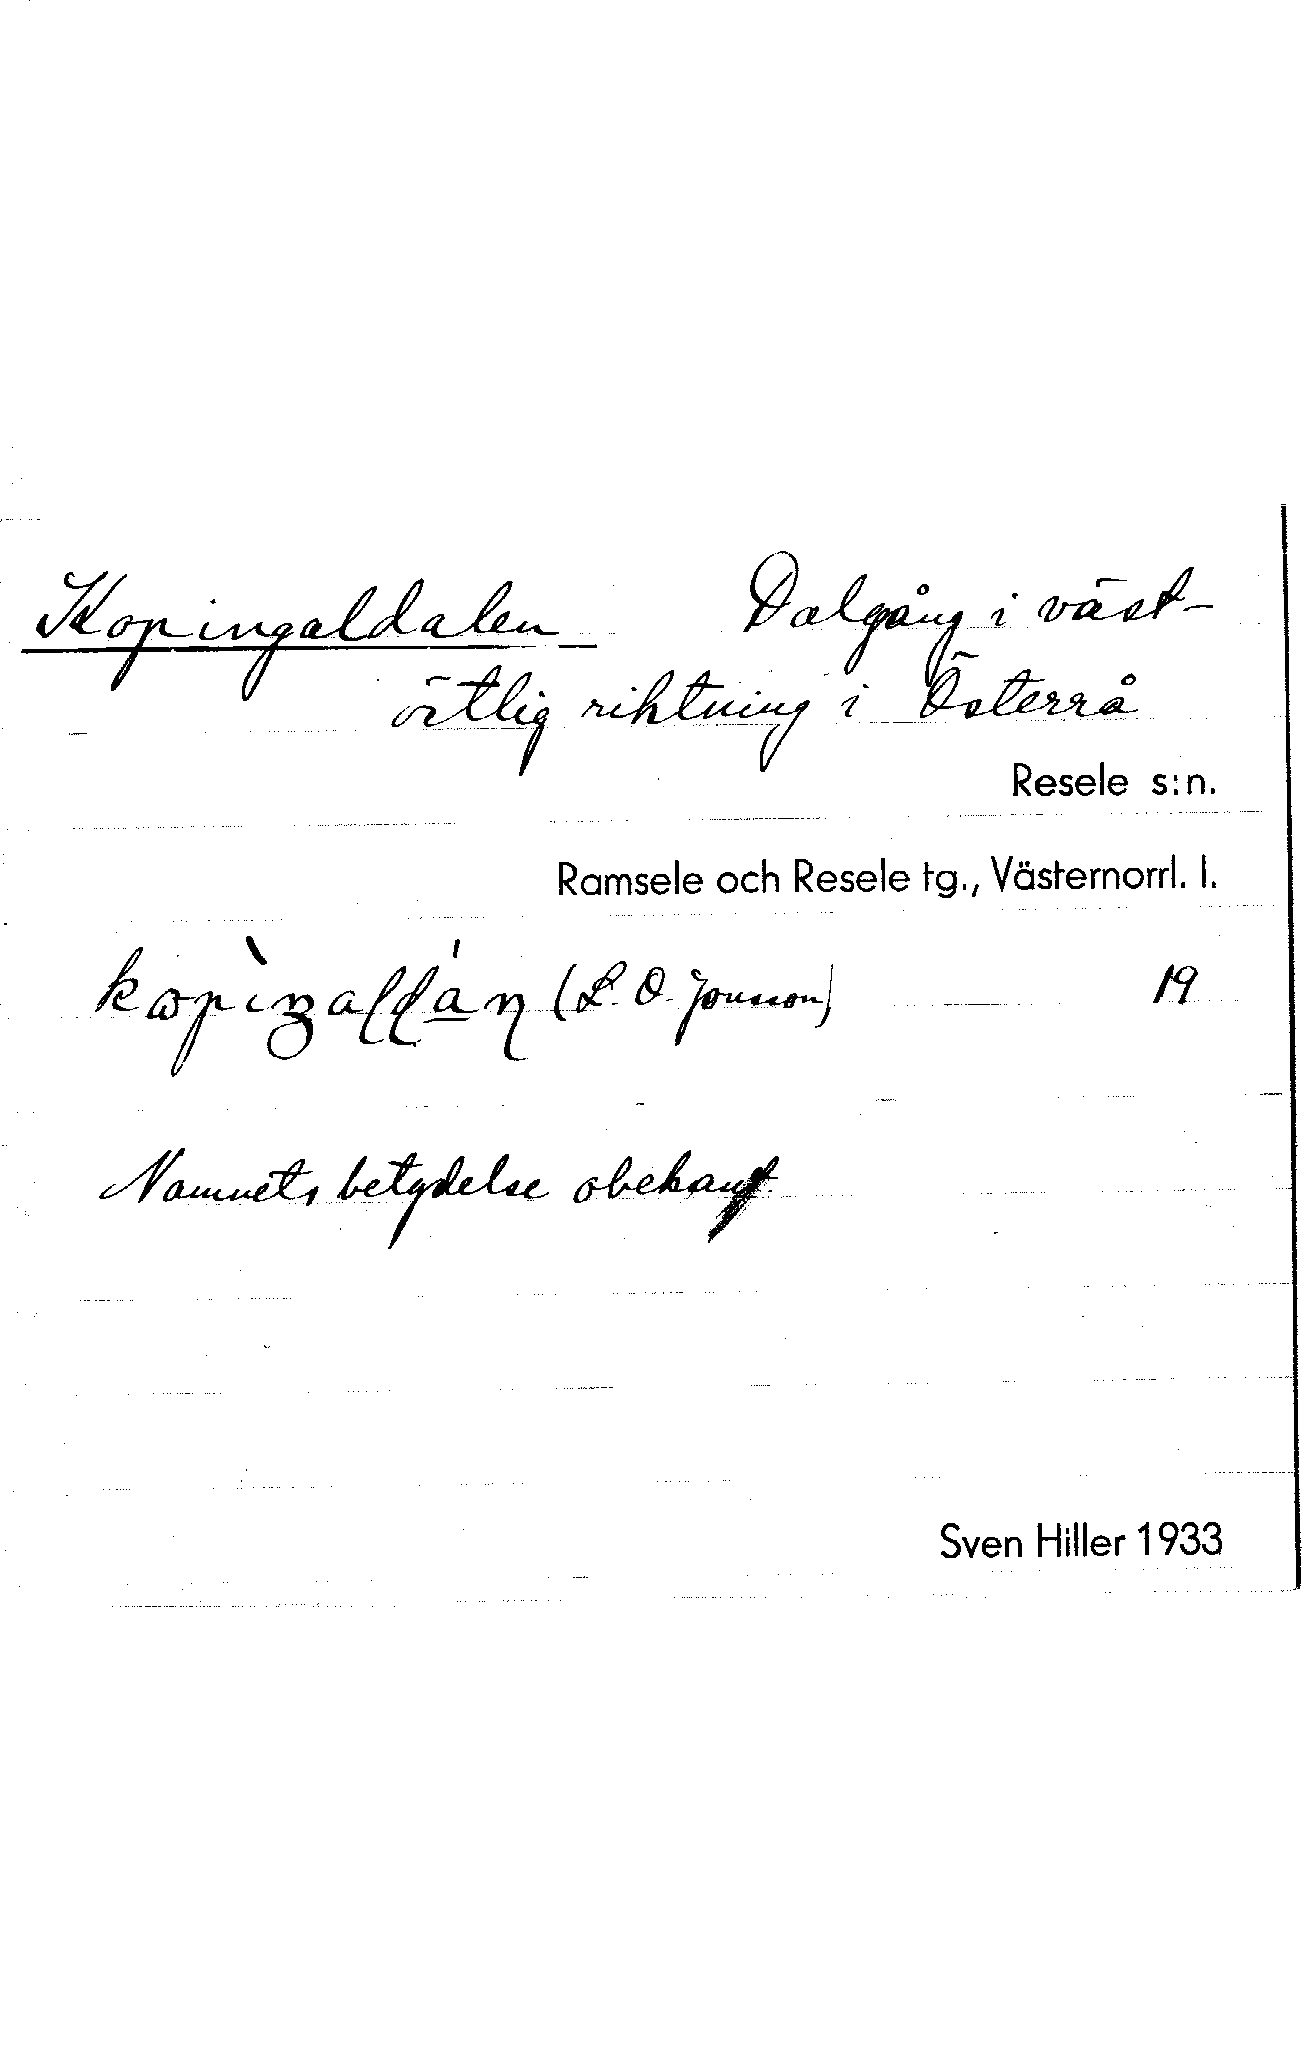 Kopingaldalen Dalgång i väst-
östlig riktning i Österrå
Resele s:n.
Ramsele och Resele tg., Västernorrl. l.
(L. O. Jonsson) 19
Namnets betydelse obekant
Sven Hiller 1933